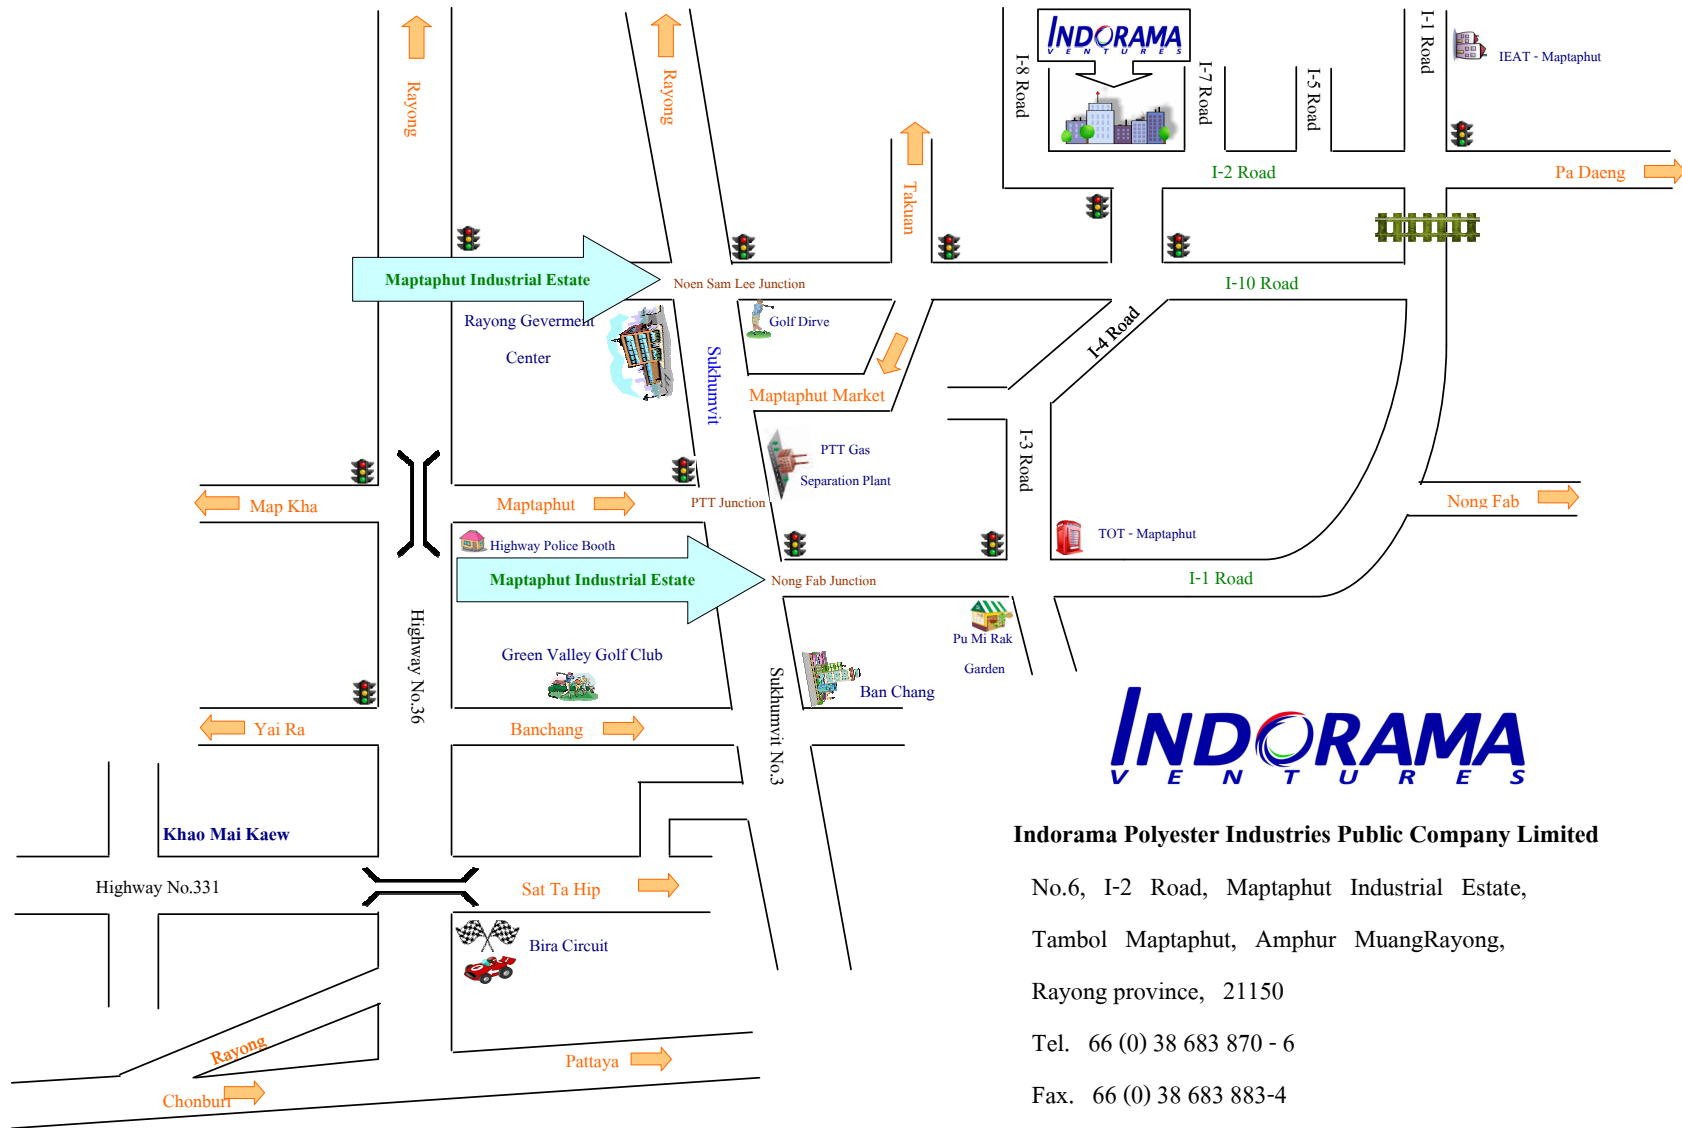 INDORAMA
VENTURES
I-8 Road
I-7 Road
I-5 Road
I-1 Road
IEAT - Maptaphut
Rayong
Rayong
Takuan
I-2 Road
Pa Daeng
Maptaphut Industrial Estate
Noen Sam Lee Junction
I-10 Road
Rayong Geverment
Center
Golf Dirve
I-4 Road
Sukhumvit
Maptaphut Market
I-3 Road
PTT Gas
Separation Plant
Map Kha
Maptaphut
PTT Junction
Nong Fab
Highway Police Booth
TOT - Maptaphut
Maptaphut Industrial Estate
Nong Fab Junction
I-1 Road
Highway No.36
Green Valley Golf Club
Pu Mi Rak
Garden
Sukhumvit No.3
Ban Chang
Yai Ra
Banchang
INDORAMA
VENTURES
Khao Mai Kaew
Indorama Polyester Industries Public Company Limited
Highway No.331
Sat Ta Hip
No.6, I-2 Road, Maptaphut Industrial Estate,
Bira Circuit
Tambol Maptaphut, Amphur MuangRayong,
Rayong province, 21150
Rayong
Pattaya
Tel. 66 (0) 38 683 870 - 6
Chonburi
Fax. 66 (0) 38 683 883-4